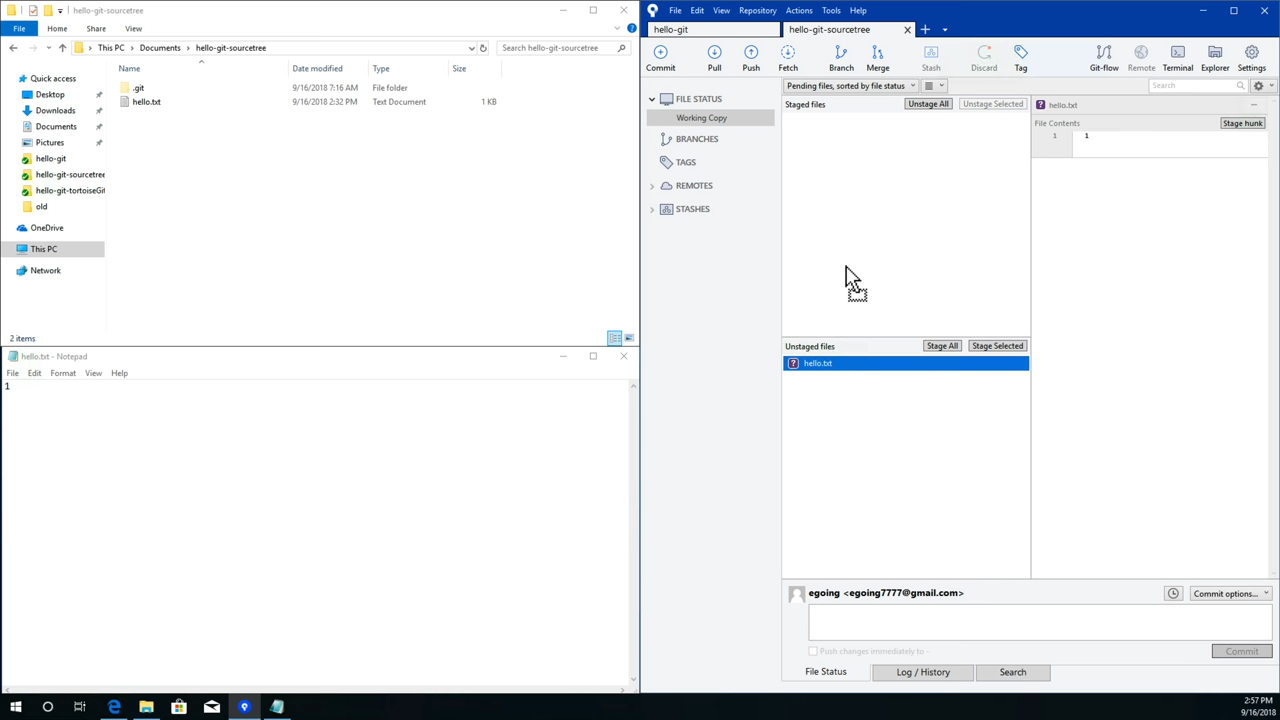 hello-git-sourcetree
File
Home
Share
View
This PC
Documents
hello-git-sourcetree
Search hello-git-sourcetree
Name
Date modified
Type
Size
Quick access
Desktop
Downloads
Documents
Pictures
hello-git
hello-git-sourcetree
hello-git-tortoiseGit
old
OneDrive
This PC
Network
.git
9/16/2018 7:16 AM
File folder
hello.txt
9/16/2018 2:32 PM
Text Document
1 KB
2 items
hello.txt - Notepad
File
Edit
Format
View
Help
1
File
Edit
View
Repository
Actions
Tools
Help
hello-git
hello-git-sourcetree
Commit
Pull
Push
Fetch
Branch
Merge
Stash
Discard
Tag
Git-flow
Remote
Terminal
Explorer
Settings
FILE STATUS
Working Copy
BRANCHES
TAGS
REMOTES
STASHES
Pending files, sorted by file status
Search
Staged files
Unstage All
Unstage Selected
hello.txt
File Contents
Stage hunk
1 1
Unstaged files
Stage All
Stage Selected
hello.txt
egoing <egoing7777@gmail.com>
Commit options...
Push changes immediately to -
Commit
File Status
Log / History
Search
2:57 PM
9/16/2018